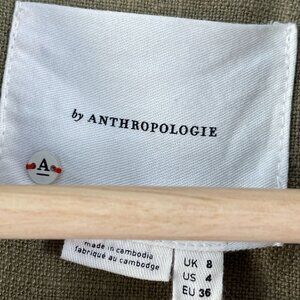 by ANTHROPOLOGIE
A
made in cambodia
fabriqué au cambodge
UK 8
US 4
EU 36